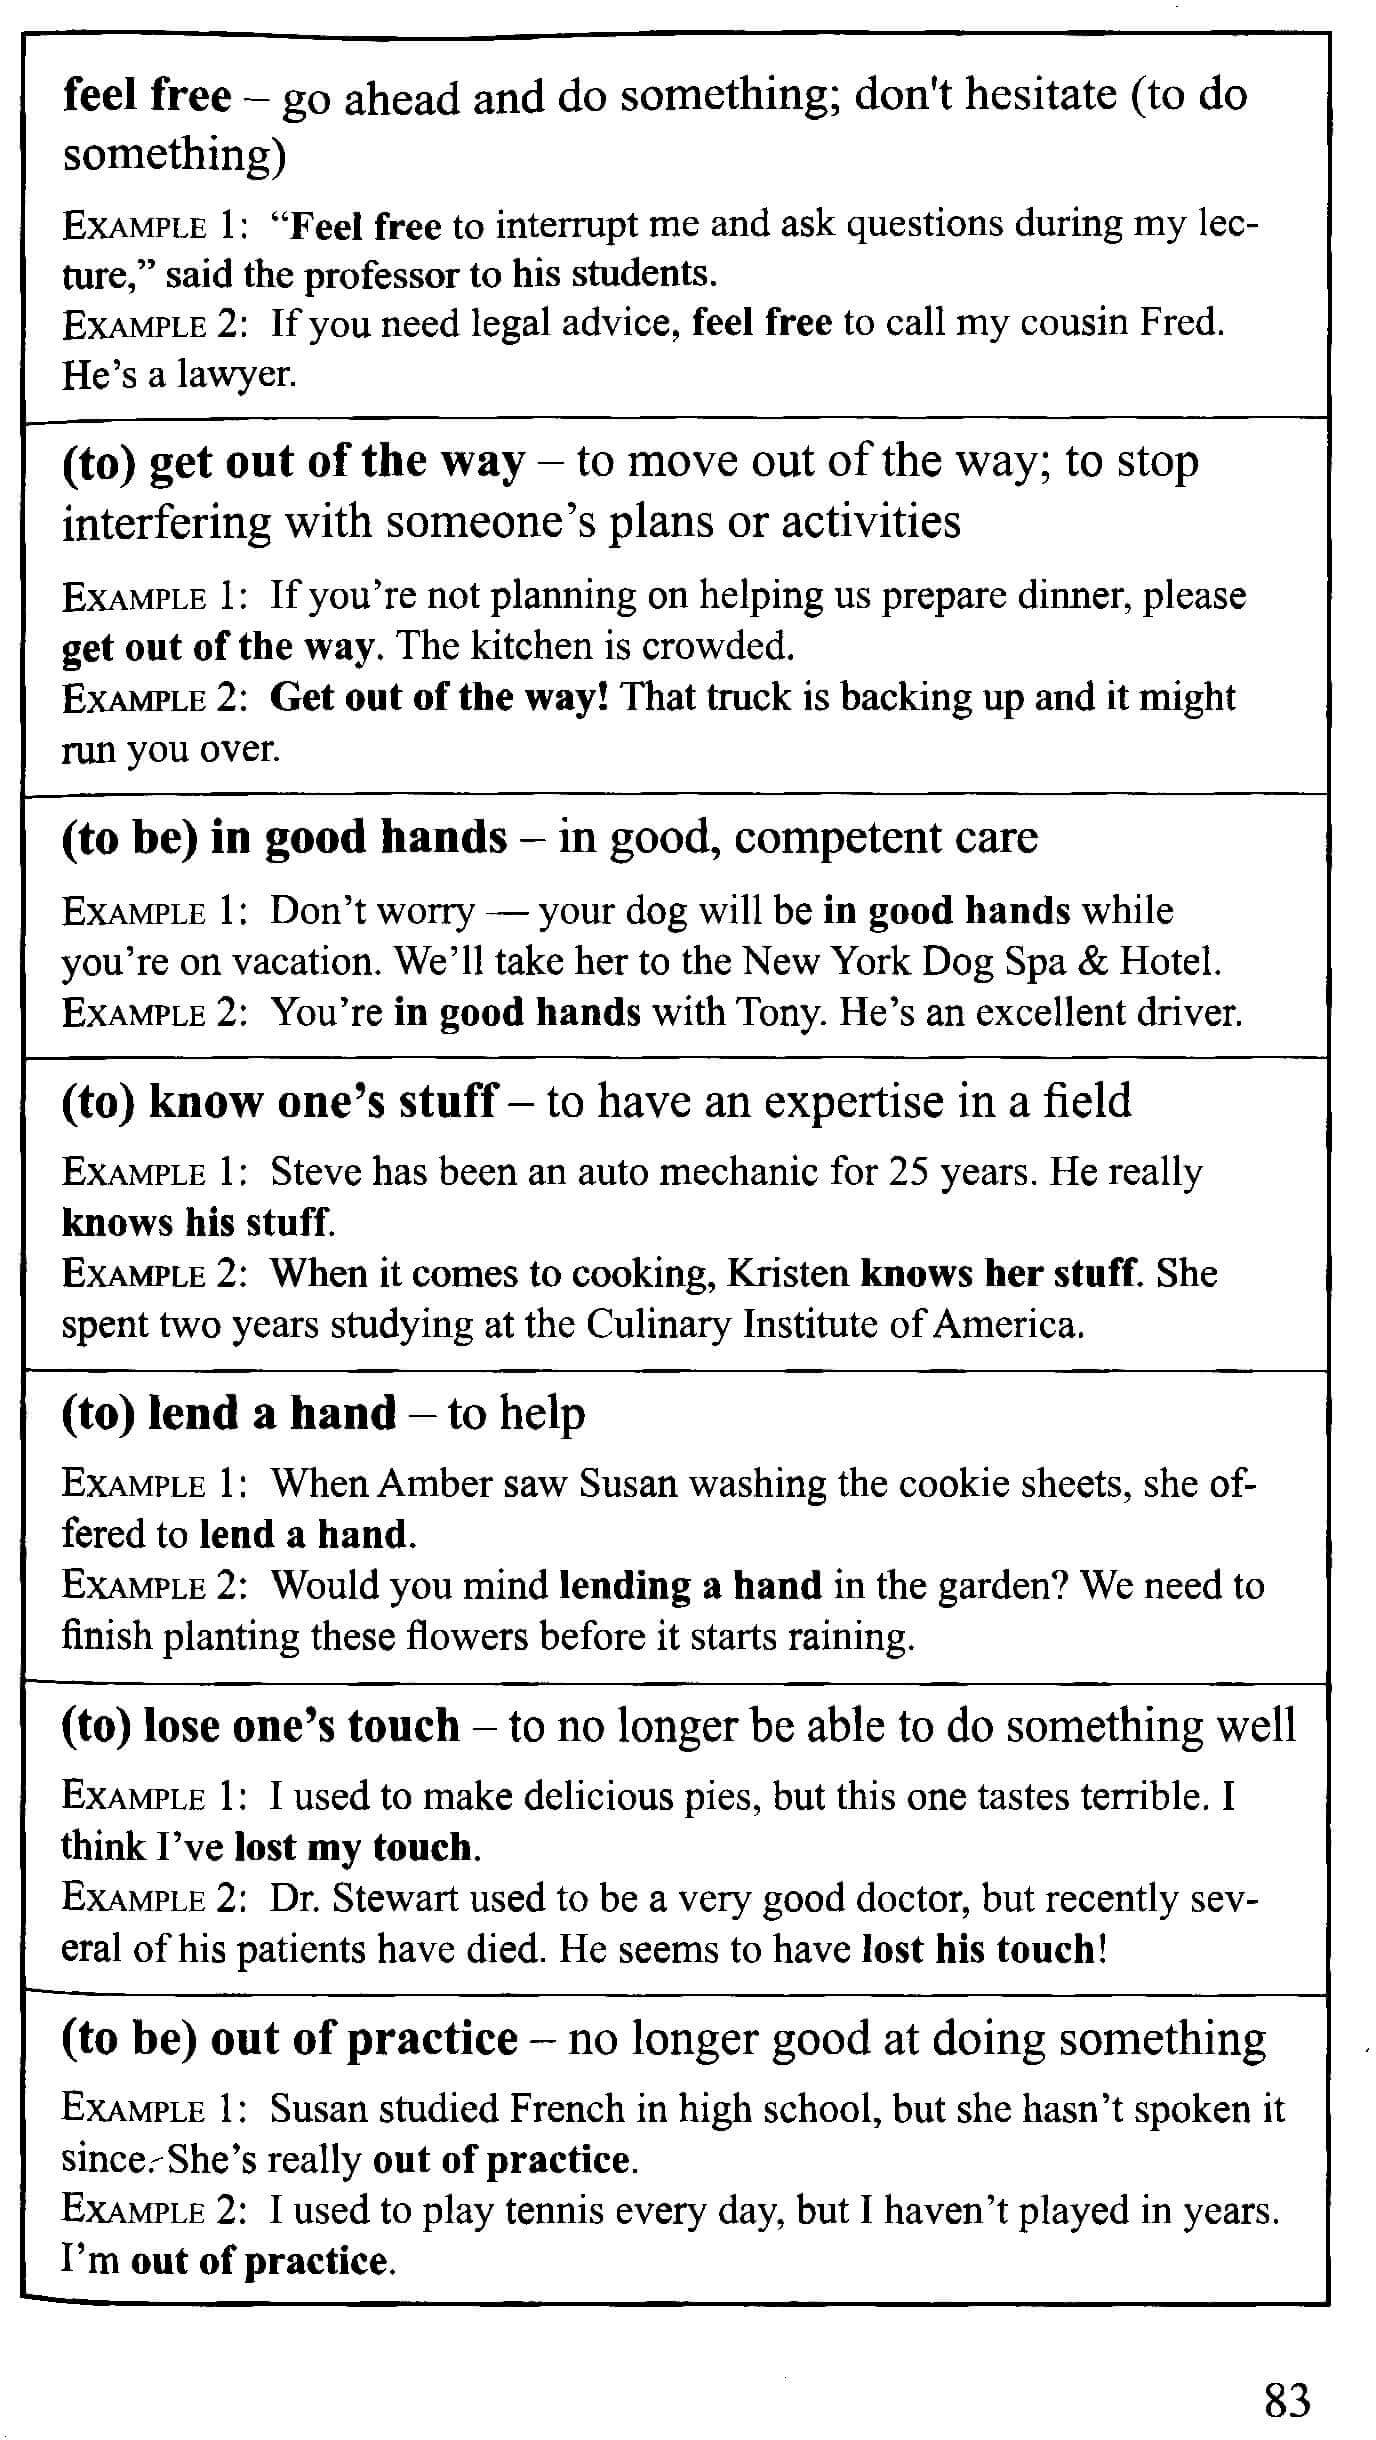 feel free – go ahead and do something; don't hesitate (to do
something)
EXAMPLE 1: “Feel free to interrupt me and ask questions during my lec-
ture,” said the professor to his students.
EXAMPLE 2: If you need legal advice, feel free to call my cousin Fred.
He’s a lawyer.
(to) get out of the way – to move out of the way; to stop
interfering with someone’s plans or activities
EXAMPLE 1: If you’re not planning on helping us prepare dinner, please
get out of the way. The kitchen is crowded.
EXAMPLE 2: Get out of the way! That truck is backing up and it might
run you over.
(to be) in good hands – in good, competent care
EXAMPLE 1: Don’t worry — your dog will be in good hands while
you’re on vacation. We’ll take her to the New York Dog Spa & Hotel.
EXAMPLE 2: You’re in good hands with Tony. He’s an excellent driver.
(to) know one’s stuff – to have an expertise in a field
EXAMPLE 1: Steve has been an auto mechanic for 25 years. He really
knows his stuff.
EXAMPLE 2: When it comes to cooking, Kristen knows her stuff. She
spent two years studying at the Culinary Institute of America.
(to) lend a hand – to help
EXAMPLE 1: When Amber saw Susan washing the cookie sheets, she of-
fered to lend a hand.
EXAMPLE 2: Would you mind lending a hand in the garden? We need to
finish planting these flowers before it starts raining.
(to) lose one’s touch – to no longer be able to do something well
EXAMPLE 1: I used to make delicious pies, but this one tastes terrible. I
think I’ve lost my touch.
EXAMPLE 2: Dr. Stewart used to be a very good doctor, but recently sev-
eral of his patients have died. He seems to have lost his touch!
(to be) out of practice – no longer good at doing something
EXAMPLE 1: Susan studied French in high school, but she hasn’t spoken it
since. She’s really out of practice.
EXAMPLE 2: I used to play tennis every day, but I haven’t played in years.
I’m out of practice.
83